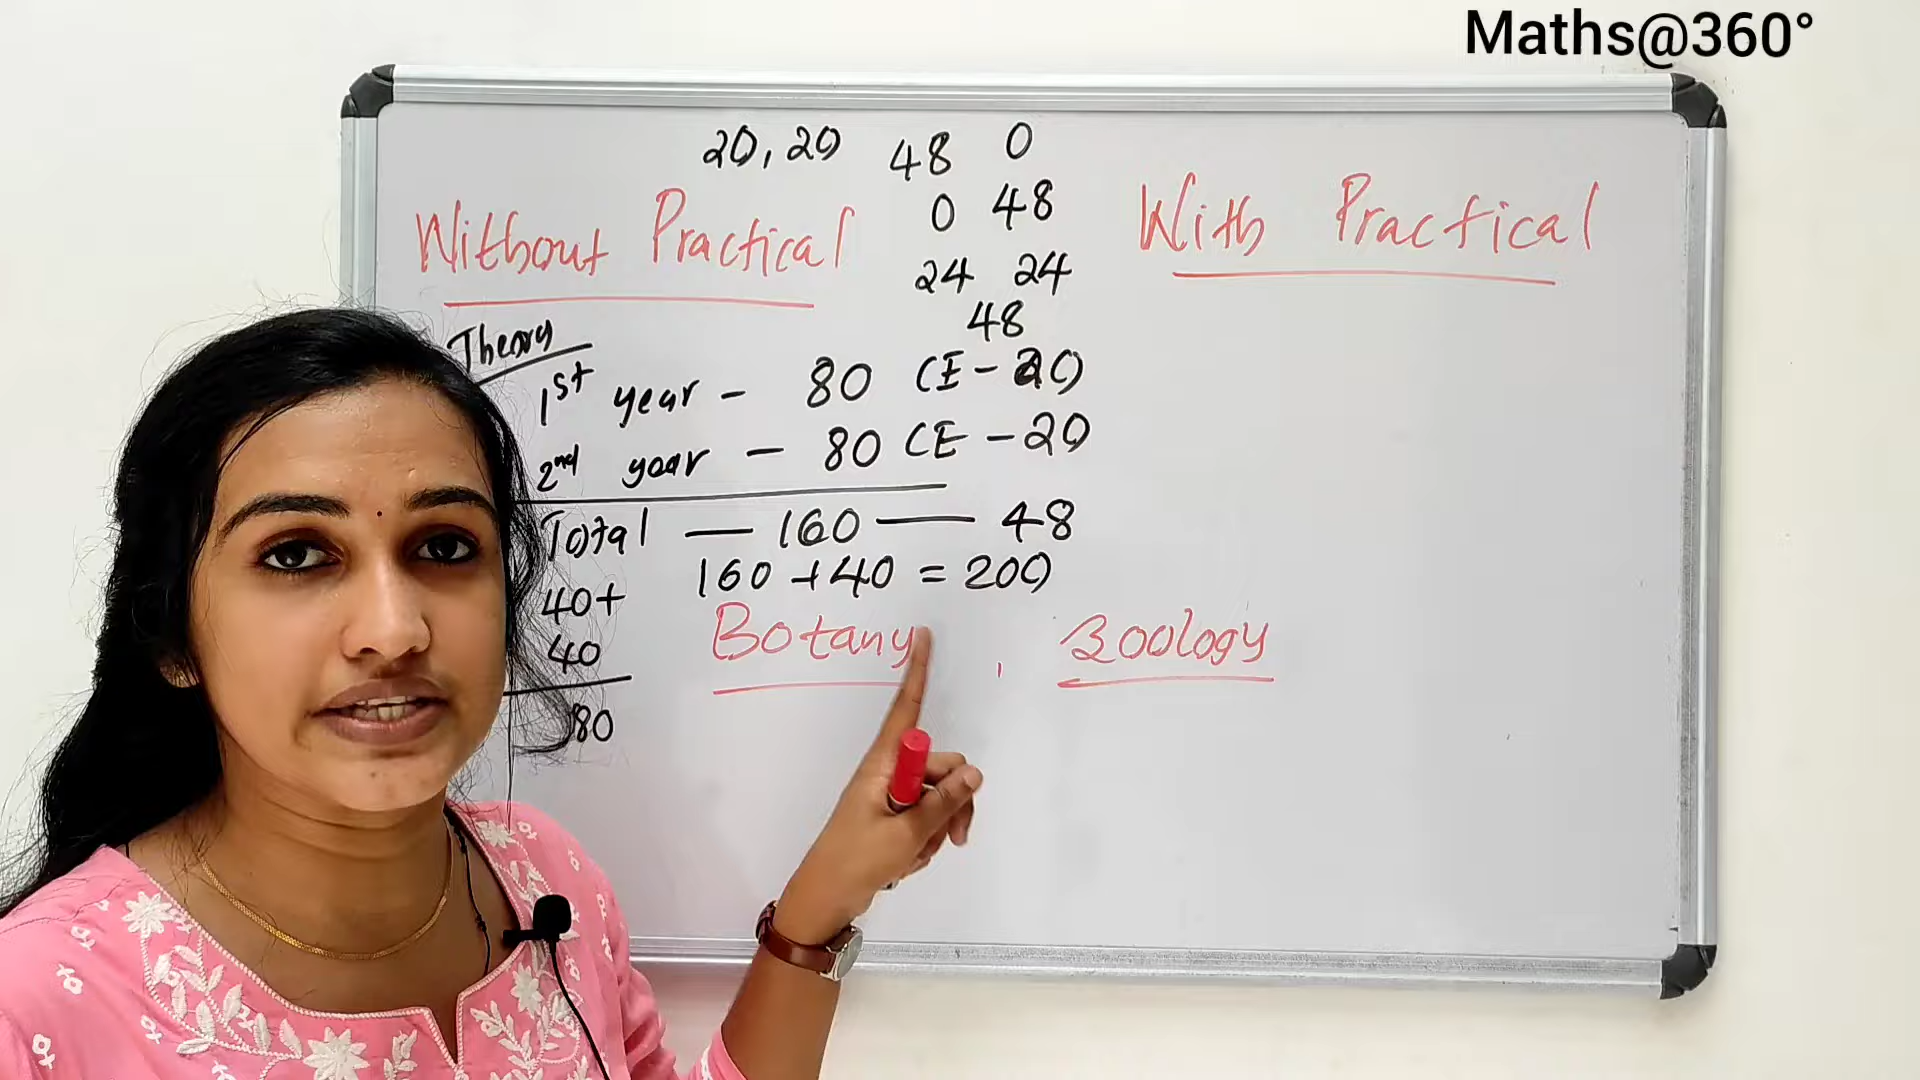 Maths@360°
20, 20 48 0
0 48
24 24
48
Without Practical
With Practical
Theory
1st year - 80 CE - 20
2nd year - 80 CE - 20
Total — 160 — 48
160 + 40 = 200
40+
40
80
Botany, Zoology